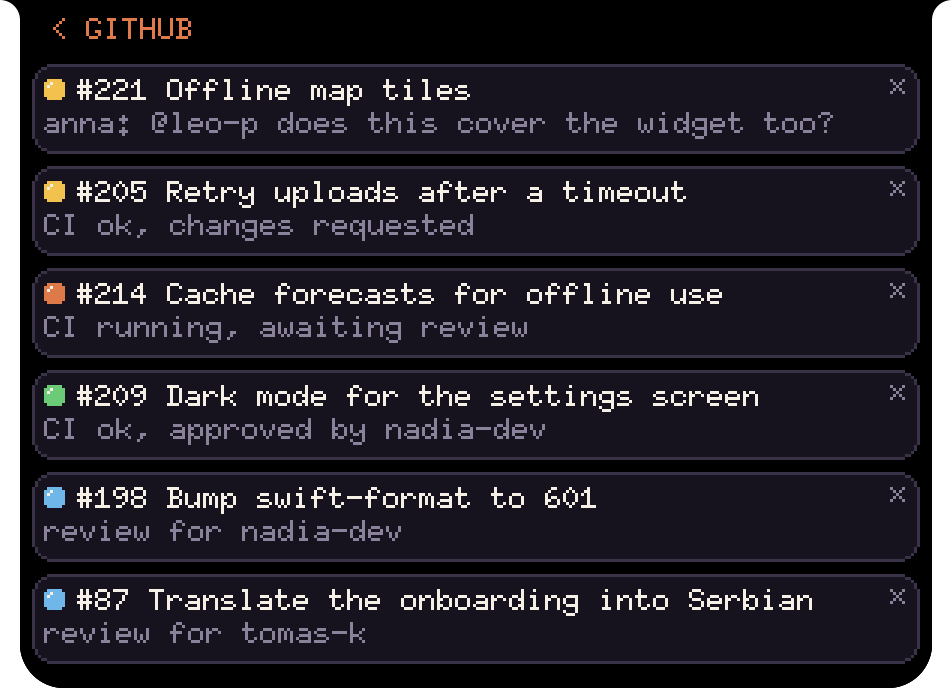 < GITHUB
#221 Offline map tiles ×
anna: @leo-p does this cover the widget too?
#205 Retry uploads after a timeout ×
CI ok, changes requested
#214 Cache forecasts for offline use ×
CI running, awaiting review
#209 Dark mode for the settings screen ×
CI ok, approved by nadia-dev
#198 Bump swift-format to 601 ×
review for nadia-dev
#87 Translate the onboarding into Serbian ×
review for tomas-k